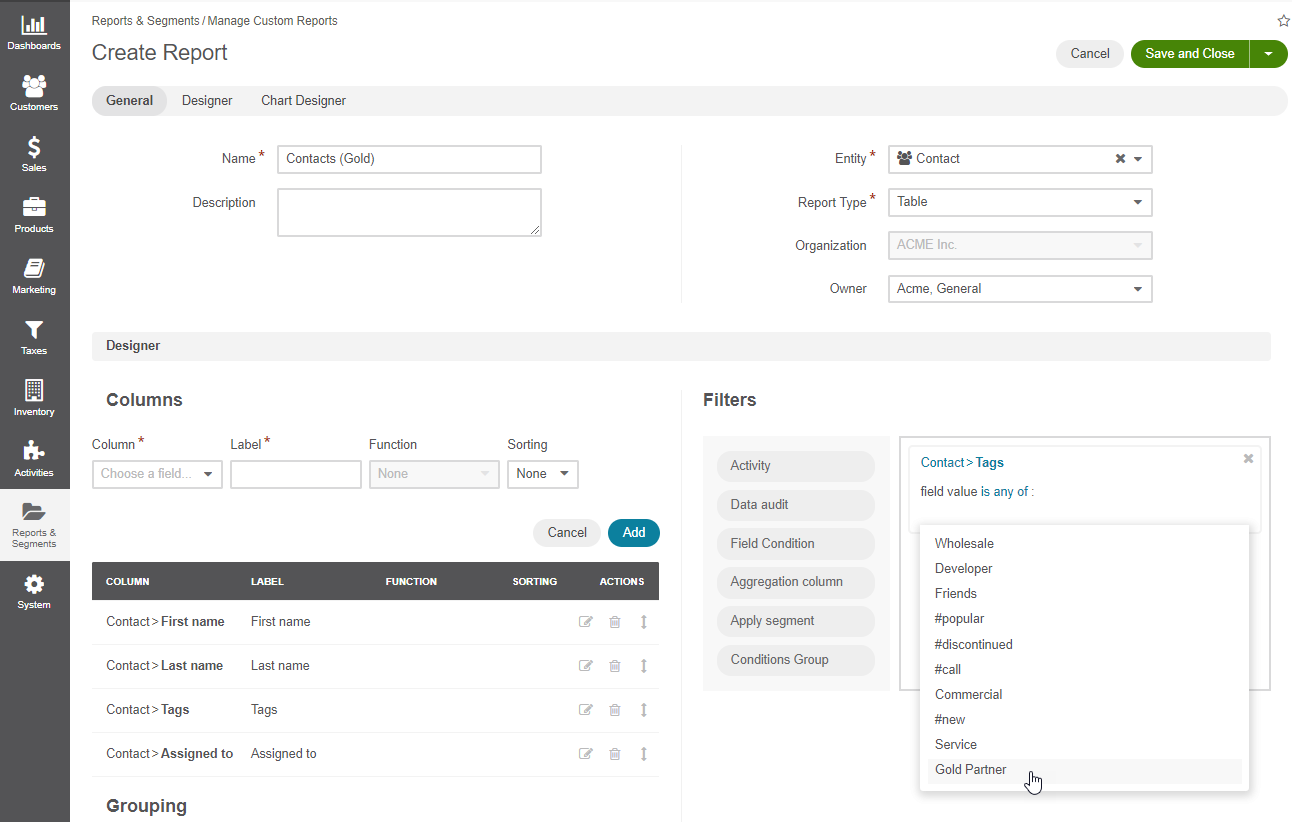 Dashboards
Customers
Sales
Products
Marketing
Taxes
Inventory
Activities
Reports &
Segments
System
Reports & Segments / Manage Custom Reports
Create Report
Cancel
Save and Close
General Designer Chart Designer
Name *
Contacts (Gold)
Description
Entity *
Contact
Report Type *
Table
Organization
ACME Inc.
Owner
Acme, General
Designer
Columns
Column * Label * Function Sorting
Choose a field... None None
Cancel Add
COLUMN LABEL FUNCTION SORTING ACTIONS
Contact > First name First name
Contact > Last name Last name
Contact > Tags Tags
Contact > Assigned to Assigned to
Grouping
Filters
Activity
Data audit
Field Condition
Aggregation column
Apply segment
Conditions Group
Contact > Tags
field value is any of :
Wholesale
Developer
Friends
#popular
#discontinued
#call
Commercial
#new
Service
Gold Partner